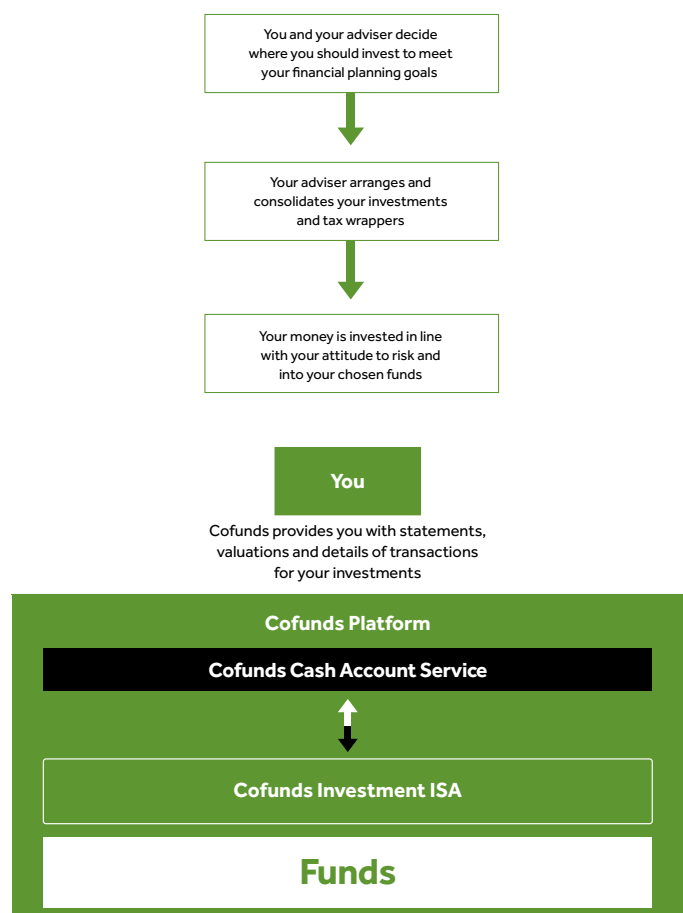 You and your adviser decide
where you should invest to meet
your financial planning goals
Your adviser arranges and
consolidates your investments
and tax wrappers
Your money is invested in line
with your attitude to risk and
into your chosen funds
You
Cofunds provides you with statements,
valuations and details of transactions
for your investments
Cofunds Platform
Cofunds Cash Account Service
Cofunds Investment ISA
Funds